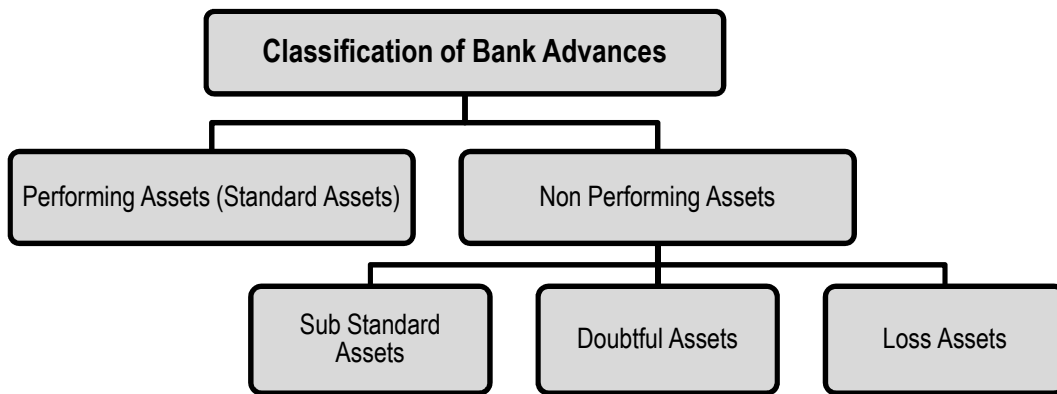 Classification of Bank Advances
Performing Assets (Standard Assets)
Non Performing Assets
Sub Standard
Assets
Doubtful Assets
Loss Assets